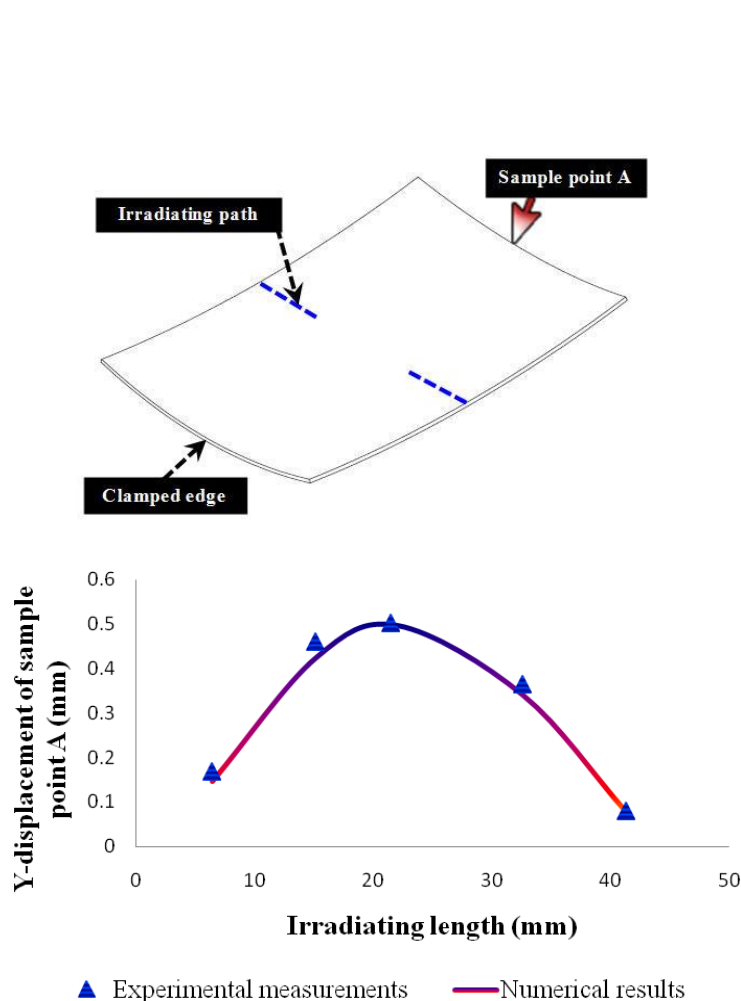 Sample point A
Irradiating path
Clamped edge
Y-displacement of sample
point A (mm)
0.6
0.5
0.4
0.3
0.2
0.1
0
0 10 20 30 40 50
Irradiating length (mm)
Experimental measurements Numerical results